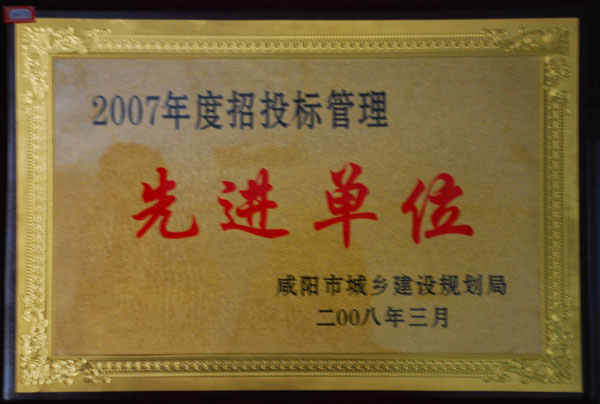 2007年度招投标管理
先进单位
咸阳市城乡建设规划局
二00八年三月